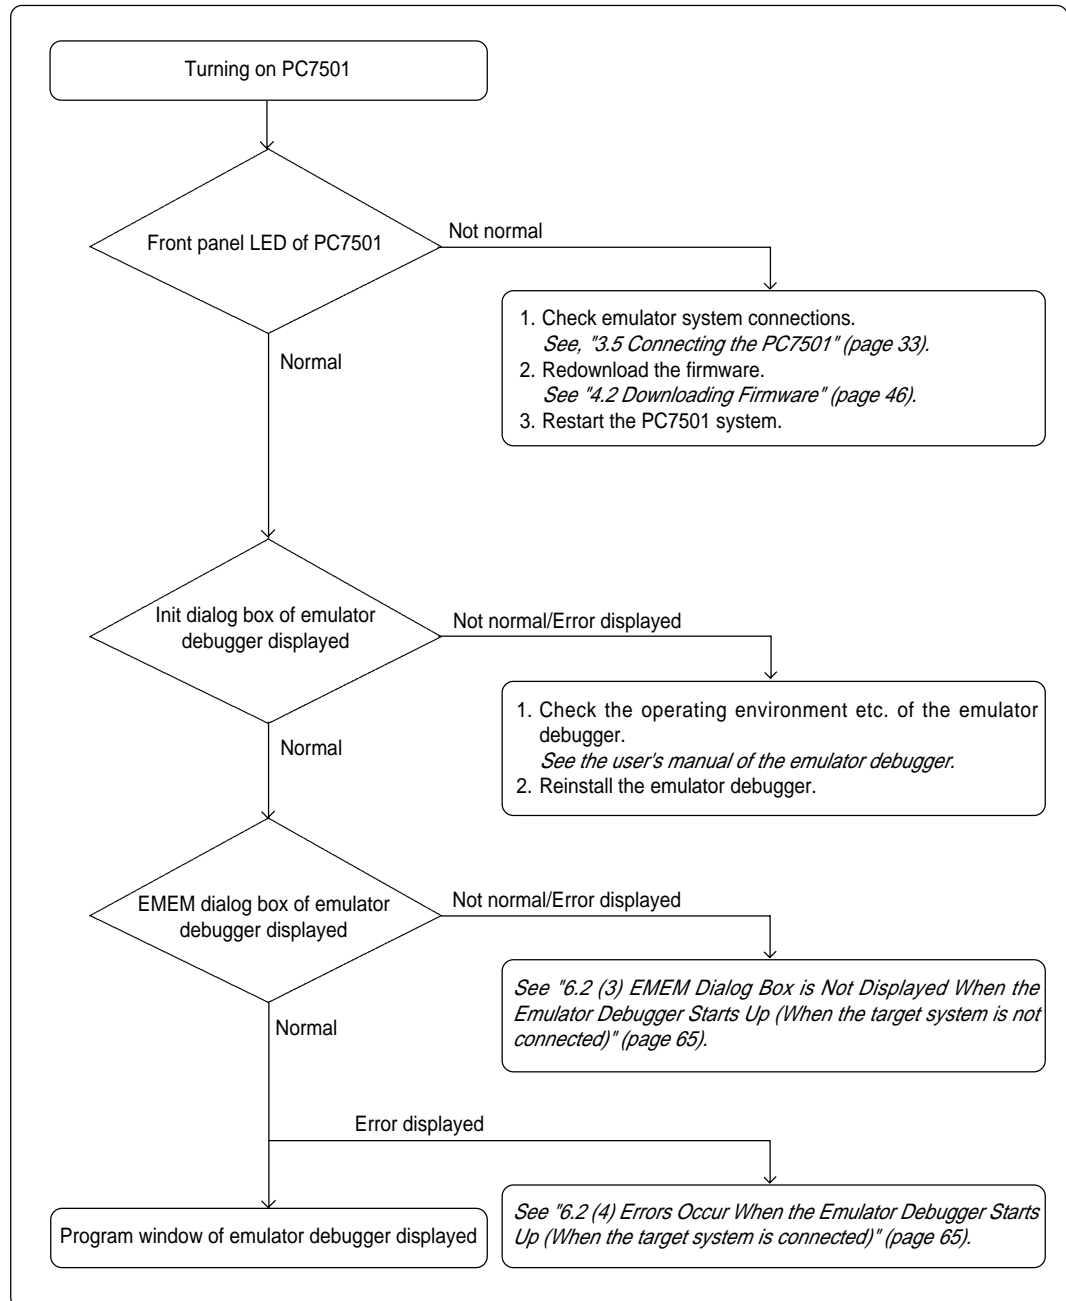 Turning on PC7501
Front panel LED of PC7501
Not normal
1. Check emulator system connections.
See, "3.5 Connecting the PC7501" (page 33).
2. Redownload the firmware.
See "4.2 Downloading Firmware" (page 46).
3. Restart the PC7501 system.
Normal
Init dialog box of emulator
debugger displayed
Not normal/Error displayed
1. Check the operating environment etc. of the emulator
debugger.
See the user's manual of the emulator debugger.
2. Reinstall the emulator debugger.
Normal
EMEM dialog box of emulator
debugger displayed
Not normal/Error displayed
See "6.2 (3) EMEM Dialog Box is Not Displayed When the
Emulator Debugger Starts Up (When the target system is not
connected)" (page 65).
Normal
Error displayed
Program window of emulator debugger displayed
See "6.2 (4) Errors Occur When the Emulator Debugger Starts
Up (When the target system is connected)" (page 65).